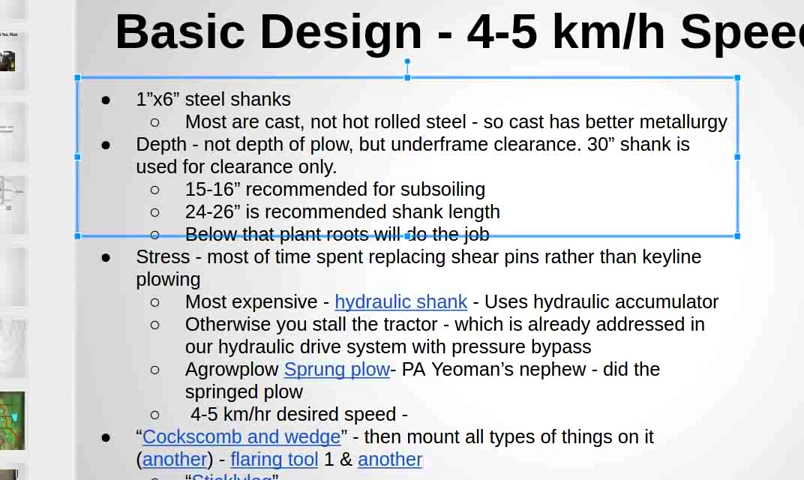 Basic Design - 4-5 km/h Speed
● 1”x6” steel shanks
○ Most are cast, not hot rolled steel - so cast has better metallurgy
● Depth - not depth of plow, but underframe clearance. 30” shank is
used for clearance only.
○ 15-16” recommended for subsoiling
○ 24-26” is recommended shank length
○ Below that plant roots will do the job
● Stress - most of time spent replacing shear pins rather than keyline
plowing
○ Most expensive - hydraulic shank - Uses hydraulic accumulator
○ Otherwise you stall the tractor - which is already addressed in
our hydraulic drive system with pressure bypass
○ Agrowplow Sprung plow- PA Yeoman’s nephew - did the
springed plow
○ 4-5 km/hr desired speed -
● “Cockscomb and wedge” - then mount all types of things on it
(another) - flaring tool 1 & another